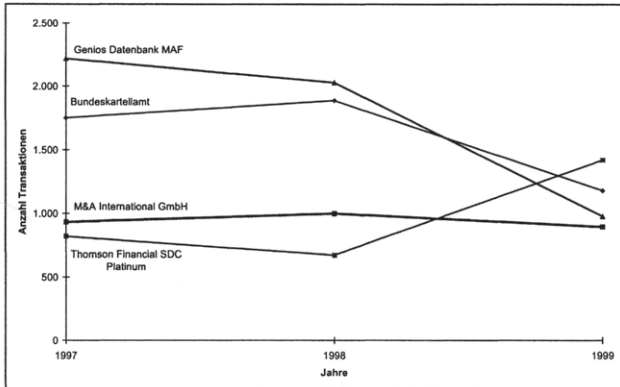 2.500
Genios Datenbank MAF
2.000
Bundeskartellamt
1.500
Anzahl Transaktionen
M&A International GmbH
1.000
Thomson Financial SDC
Platinum
500
0
1997
1998
1999
Jahre